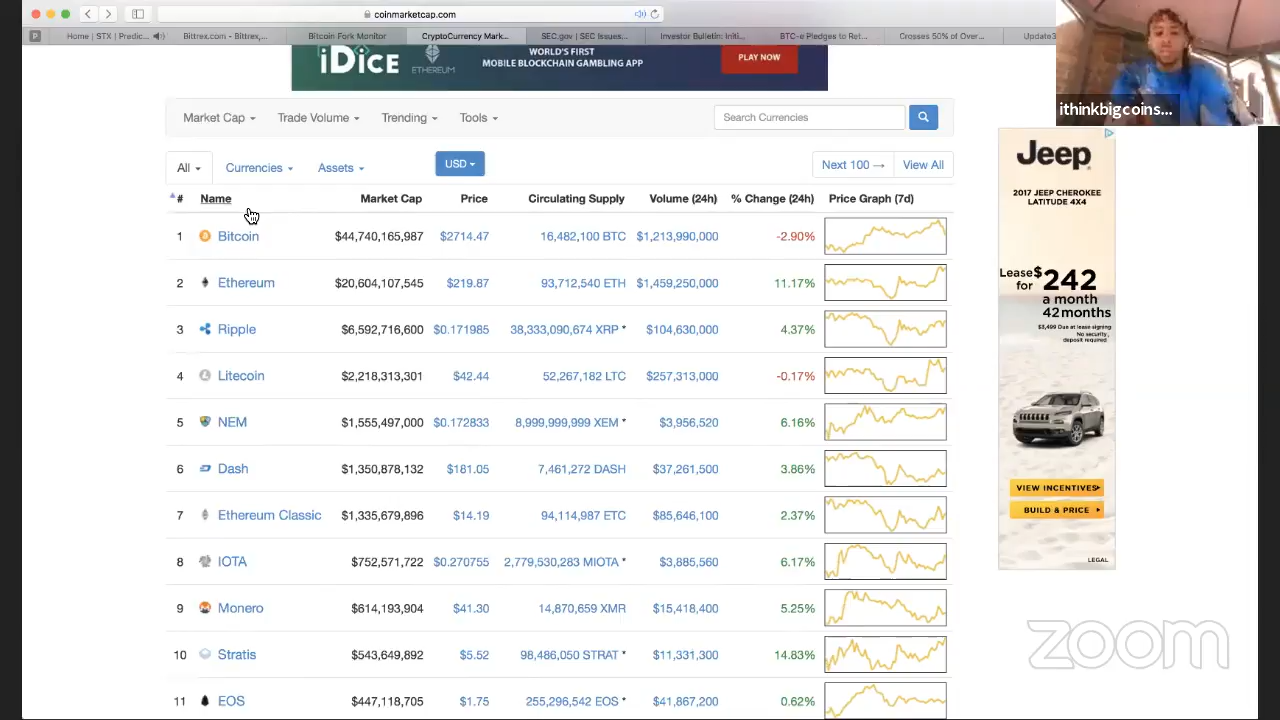 coinmarketcap.com
P
Home | STX | Predic...
Bittrex.com - Bittrex,...
Bitcoin Fork Monitor
CryptoCurrency Mark...
SEC.gov | SEC Issues...
Investor Bulletin: Initi...
BTC-e Pledges to Ret...
Crosses 50% of Over...
Update3
iDICE
ETHEREUM
WORLD'S FIRST
MOBILE BLOCKCHAIN GAMBLING APP
PLAY NOW
ithinkbigcoins...
Market Cap Trade Volume Trending Tools
Search Currencies
All Currencies Assets USD Next 100 → View All
# Name Market Cap Price Circulating Supply Volume (24h) % Change (24h) Price Graph (7d)
1 Bitcoin $44,740,165,987 $2714.47 16,482,100 BTC $1,213,990,000 -2.90%
2 Ethereum $20,604,107,545 $219.87 93,712,540 ETH $1,459,250,000 11.17%
3 Ripple $6,592,716,600 $0.171985 38,333,090,674 XRP * $104,630,000 4.37%
4 Litecoin $2,218,313,301 $42.44 52,267,182 LTC $257,313,000 -0.17%
5 NEM $1,555,497,000 $0.172833 8,999,999,999 XEM * $3,956,520 6.16%
6 Dash $1,350,878,132 $181.05 7,461,272 DASH $37,261,500 3.86%
7 Ethereum Classic $1,335,679,896 $14.19 94,114,987 ETC $85,646,100 2.37%
8 IOTA $752,571,722 $0.270755 2,779,530,283 MIOTA * $3,885,560 6.17%
9 Monero $614,193,904 $41.30 14,870,659 XMR $15,418,400 5.25%
10 Stratis $543,649,892 $5.52 98,486,050 STRAT * $11,331,300 14.83%
11 EOS $447,118,705 $1.75 255,296,542 EOS * $41,867,200 0.62%
Jeep
2017 JEEP CHEROKEE
LATITUDE 4X4
Lease for $242
a month
42 months
$3,499 Due at lease signing
No security deposit required.
VIEW INCENTIVES
BUILD & PRICE
LEGAL
zoom